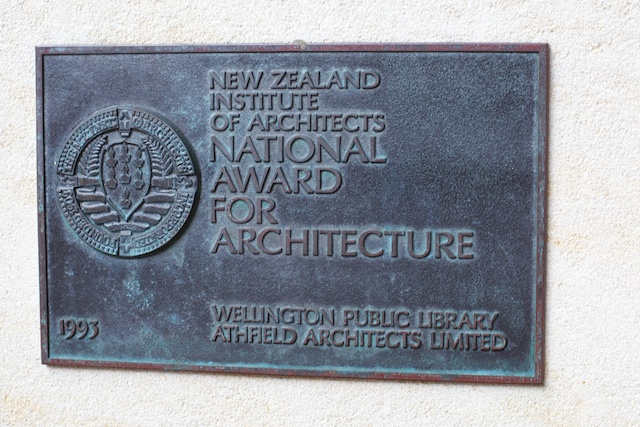 NEW ZEALAND
INSTITUTE
OF ARCHITECTS
NATIONAL
AWARD
FOR
ARCHITECTURE
1993
WELLINGTON PUBLIC LIBRARY
ATHFIELD ARCHITECTS LIMITED